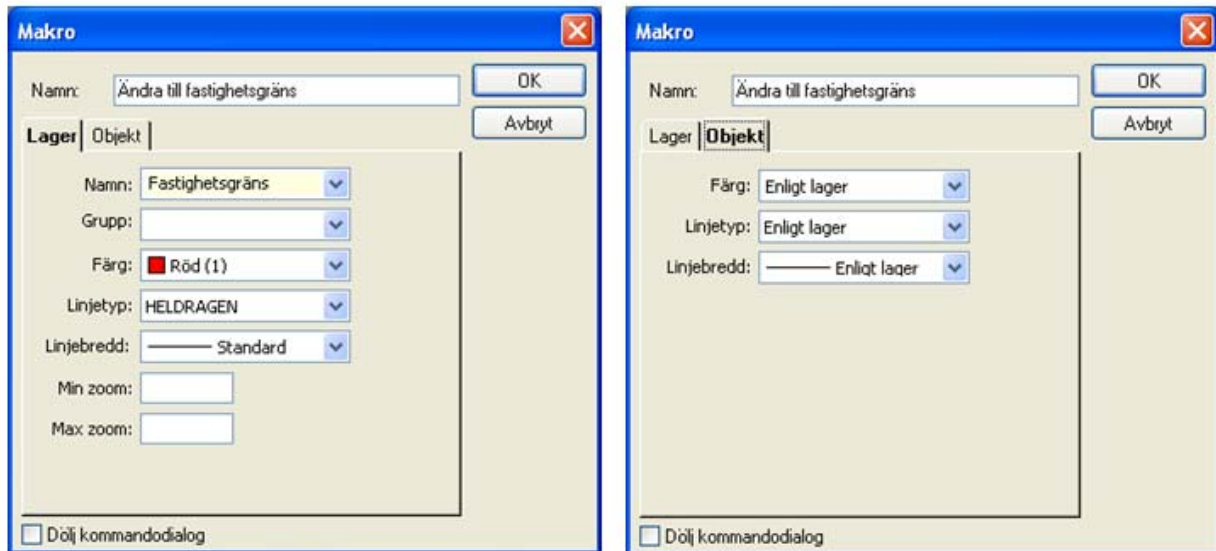 Makro
Namn: Ändra till fastighetsgräns OK
Avbryt
Lager Objekt
Namn: Fastighetsgräns
Grupp:
Färg: Röd (1)
Linjetyp: HELDRAGEN
Linjebredd: Standard
Min zoom:
Max zoom:
Dölj kommandodialog
Makro
Namn: Ändra till fastighetsgräns OK
Avbryt
Lager Objekt
Färg: Enligt lager
Linjetyp: Enligt lager
Linjebredd: Enligt lager
Dölj kommandodialog